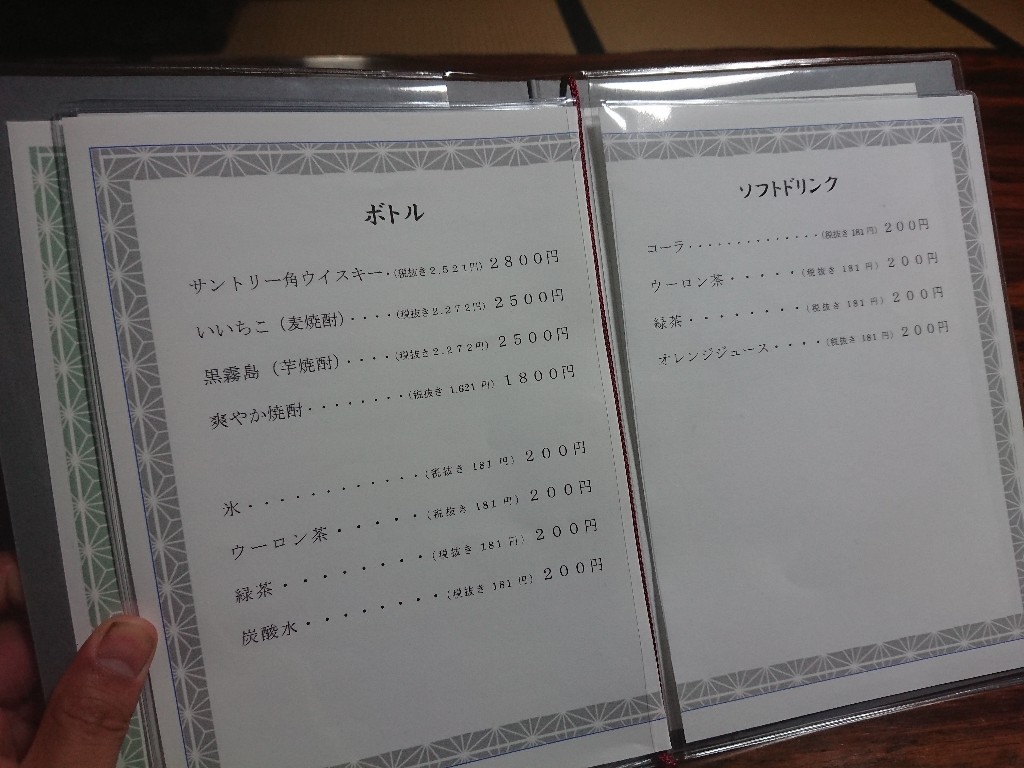 ボトル
サントリー角ウイスキー・(税抜き2,521円) 2800円
いいちこ（麦焼酎）・・・・(税抜き2,272円) 2500円
黒霧島（芋焼酎）・・・・(税抜き2,272円) 2500円
爽やか焼酎・・・・・・・・(税抜き 1,621円) 1800円
氷・・・・・・・・・・・・・(税抜き 181円) 200円
ウーロン茶・・・・・(税抜き 181円) 200円
緑茶・・・・・・・・(税抜き 181円) 200円
炭酸水・・・・・・・(税抜き 181円) 200円
ソフトドリンク
コーラ・・・・・・・・・・・・・・(税抜き 181円) 200円
ウーロン茶・・・・・(税抜き 181円) 200円
緑茶・・・・・・・・(税抜き 181円) 200円
オレンジジュース・・・・(税抜き 181円) 200円